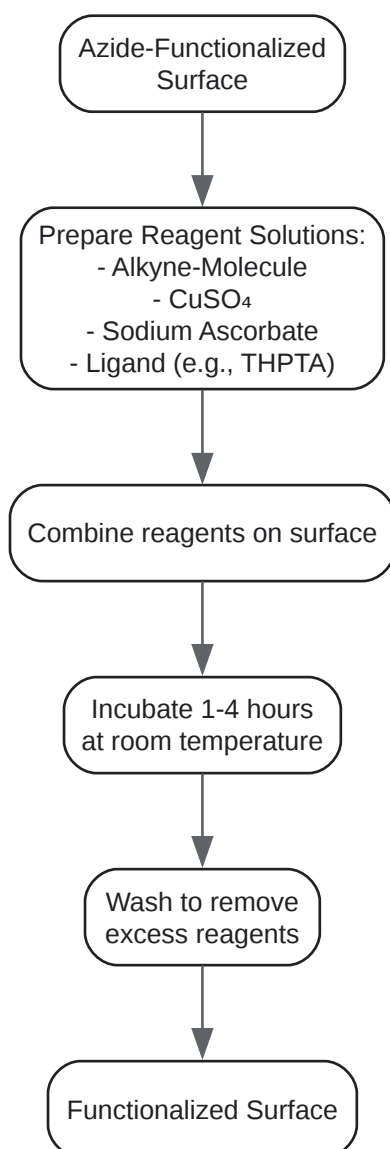 Azide-Functionalized
Surface
Prepare Reagent Solutions:
- Alkyne-Molecule
- CuSO₄
- Sodium Ascorbate
- Ligand (e.g., THPTA)
Combine reagents on surface
Incubate 1-4 hours
at room temperature
Wash to remove
excess reagents
Functionalized Surface